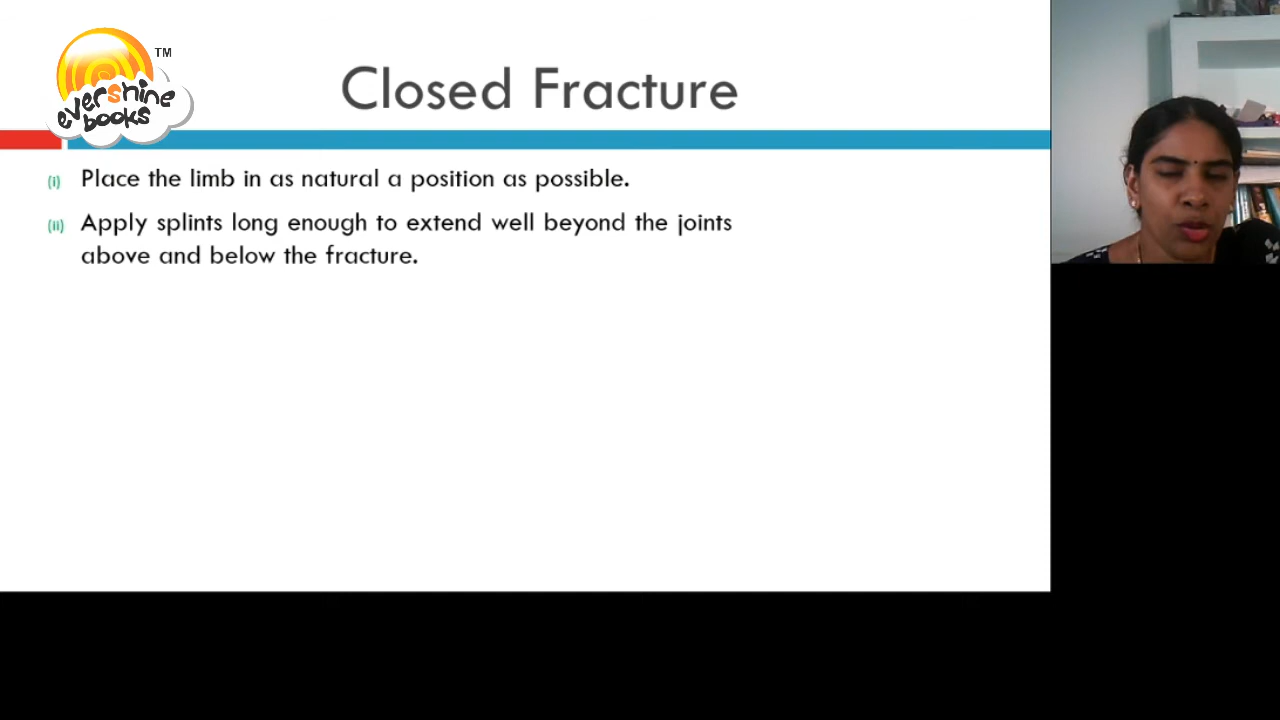 TM
evershine
books
Closed Fracture
(i) Place the limb in as natural a position as possible.
(ii) Apply splints long enough to extend well beyond the joints
above and below the fracture.